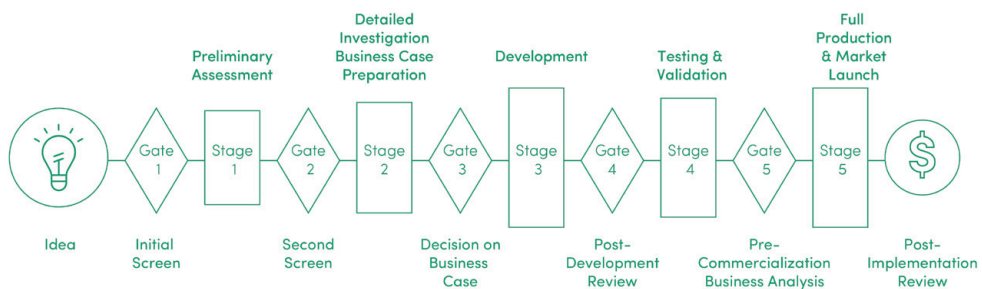 Preliminary
Assessment
Detailed
Investigation
Business Case
Preparation
Development
Testing &
Validation
Full
Production
& Market
Launch
Gate
1
Stage
1
Gate
2
Stage
2
Gate
3
Stage
3
Gate
4
Stage
4
Gate
5
Stage
5
$
Idea
Initial
Screen
Second
Screen
Decision on
Business
Case
Post-
Development
Review
Pre-
Commercialization
Business Analysis
Post-
Implementation
Review